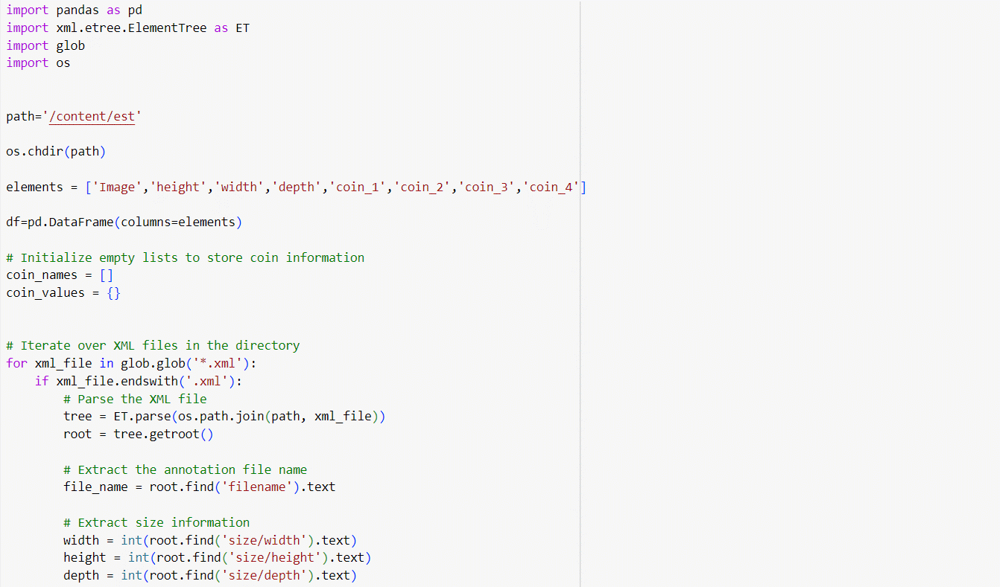 import pandas as pd
import xml.etree.ElementTree as ET
import glob
import os
path='/content/est'
os.chdir(path)
elements = ['Image','height','width','depth','coin_1','coin_2','coin_3','coin_4']
df=pd.DataFrame(columns=elements)
# Initialize empty lists to store coin information
coin_names = []
coin_values = {}
# Iterate over XML files in the directory
for xml_file in glob.glob('*.xml'):
    if xml_file.endswith('.xml'):
        # Parse the XML file
        tree = ET.parse(os.path.join(path, xml_file))
        root = tree.getroot()
        # Extract the annotation file name
        file_name = root.find('filename').text
        # Extract size information
        width = int(root.find('size/width').text)
        height = int(root.find('size/height').text)
        depth = int(root.find('size/depth').text)